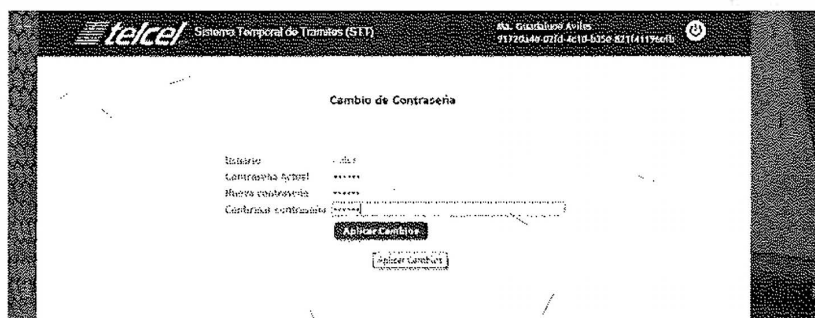 telcel Sistema Temporal de Tramites (STT)
Ma. Guadalupe Aviles
Cambio de Contraseña
Usuario
Contraseña Actual ••••••
Nueva contraseña ••••••
Confirmar contraseña ••••••
Aplicar Cambios
Aplicar Cambios